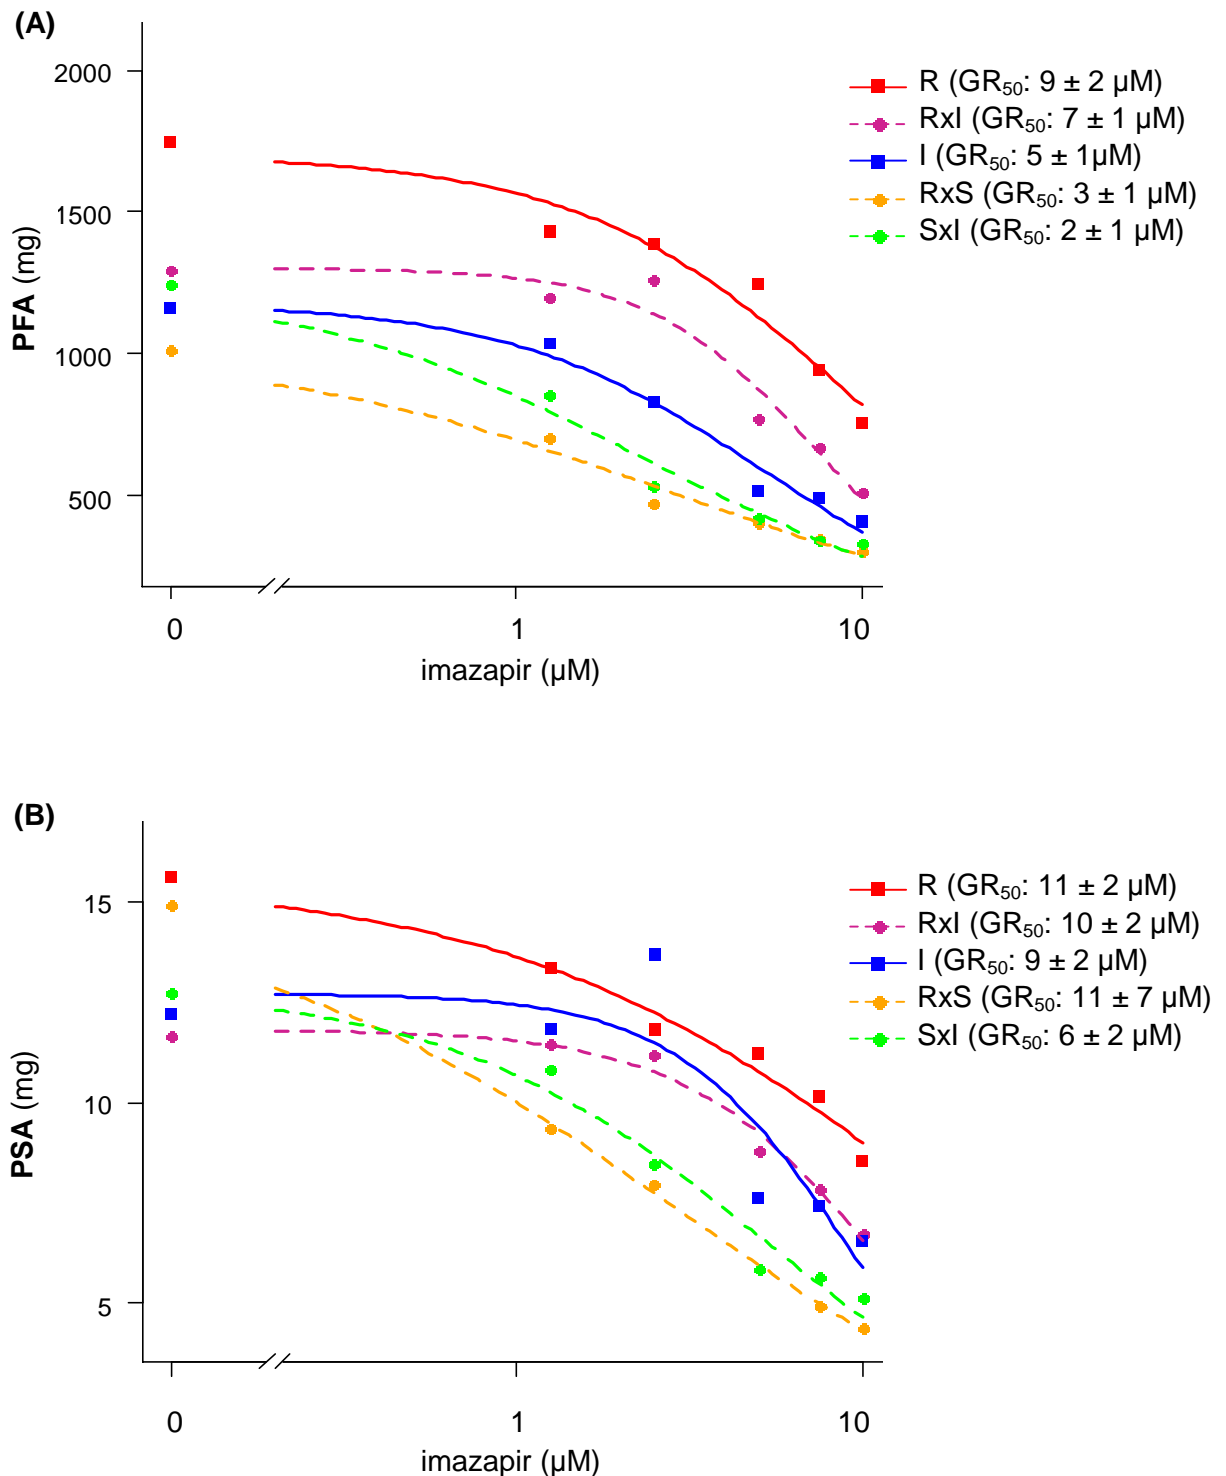 (A)
2000
1500
1000
500
PFA (mg)
0
1
10
imazapir (µM)
R (GR₅₀: 9 ± 2 µM)
RxI (GR₅₀: 7 ± 1 µM)
I (GR₅₀: 5 ± 1µM)
RxS (GR₅₀: 3 ± 1 µM)
SxI (GR₅₀: 2 ± 1 µM)
(B)
15
10
5
PSA (mg)
0
1
10
imazapir (µM)
R (GR₅₀: 11 ± 2 µM)
RxI (GR₅₀: 10 ± 2 µM)
I (GR₅₀: 9 ± 2 µM)
RxS (GR₅₀: 11 ± 7 µM)
SxI (GR₅₀: 6 ± 2 µM)